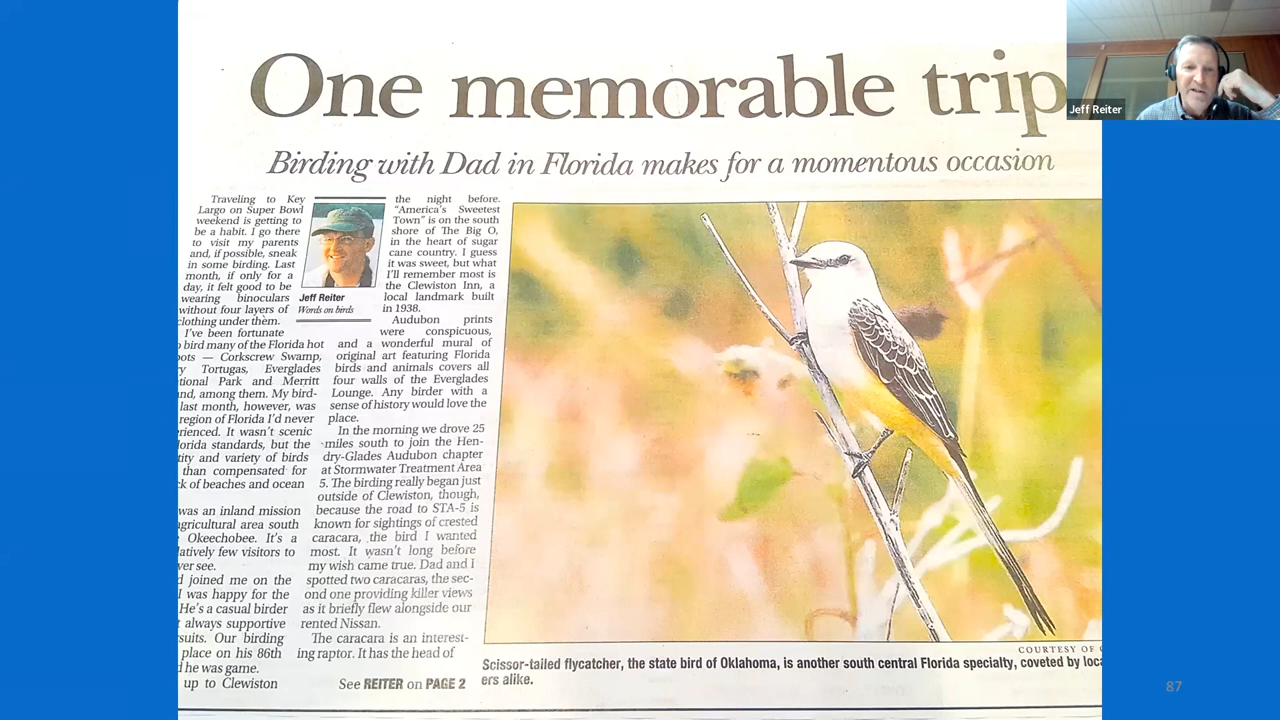 One memorable trip
Jeff Reiter
Birding with Dad in Florida makes for a momentous occasion
Traveling to Key
Largo on Super Bowl
weekend is getting to
be a habit. I go there
to visit my parents
and, if possible, sneak
in some birding. Last
month, if only for a
day, it felt good to be
wearing binoculars
without four layers of
clothing under them.
I've been fortunate
bird many of the Florida hot
ots — Corkscrew Swamp,
y Tortugas, Everglades
tional Park and Merritt
nd, among them. My bird-
last month, however, was
region of Florida I'd never
rienced. It wasn't scenic
lorida standards, but the
tity and variety of birds
than compensated for
ck of beaches and ocean
was an inland mission
agricultural area south
Okeechobee. It's a
latively few visitors to
ver see.
d joined me on the
I was happy for the
He's a casual birder
t always supportive
suits. Our birding
place on his 86th
d he was game.
up to Clewiston
Jeff Reiter
Words on birds
the night before.
"America's Sweetest
Town" is on the south
shore of The Big O,
in the heart of sugar
cane country. I guess
it was sweet, but what
I'll remember most is
the Clewiston Inn, a
local landmark built
in 1938.
Audubon prints
were conspicuous,
and a wonderful mural of
original art featuring Florida
birds and animals covers all
four walls of the Everglades
Lounge. Any birder with a
sense of history would love the
place.
In the morning we drove 25
miles south to join the Hen-
dry-Glades Audubon chapter
at Stormwater Treatment Area
5. The birding really began just
outside of Clewiston, though,
because the road to STA-5 is
known for sightings of crested
caracara, the bird I wanted
most. It wasn't long before
my wish came true. Dad and I
spotted two caracaras, the sec-
ond one providing killer views
as it briefly flew alongside our
rented Nissan.
The caracara is an interest-
ing raptor. It has the head of
See REITER on PAGE 2
COURTESY OF
Scissor-tailed flycatcher, the state bird of Oklahoma, is another south central Florida specialty, coveted by loca
ers alike.
87